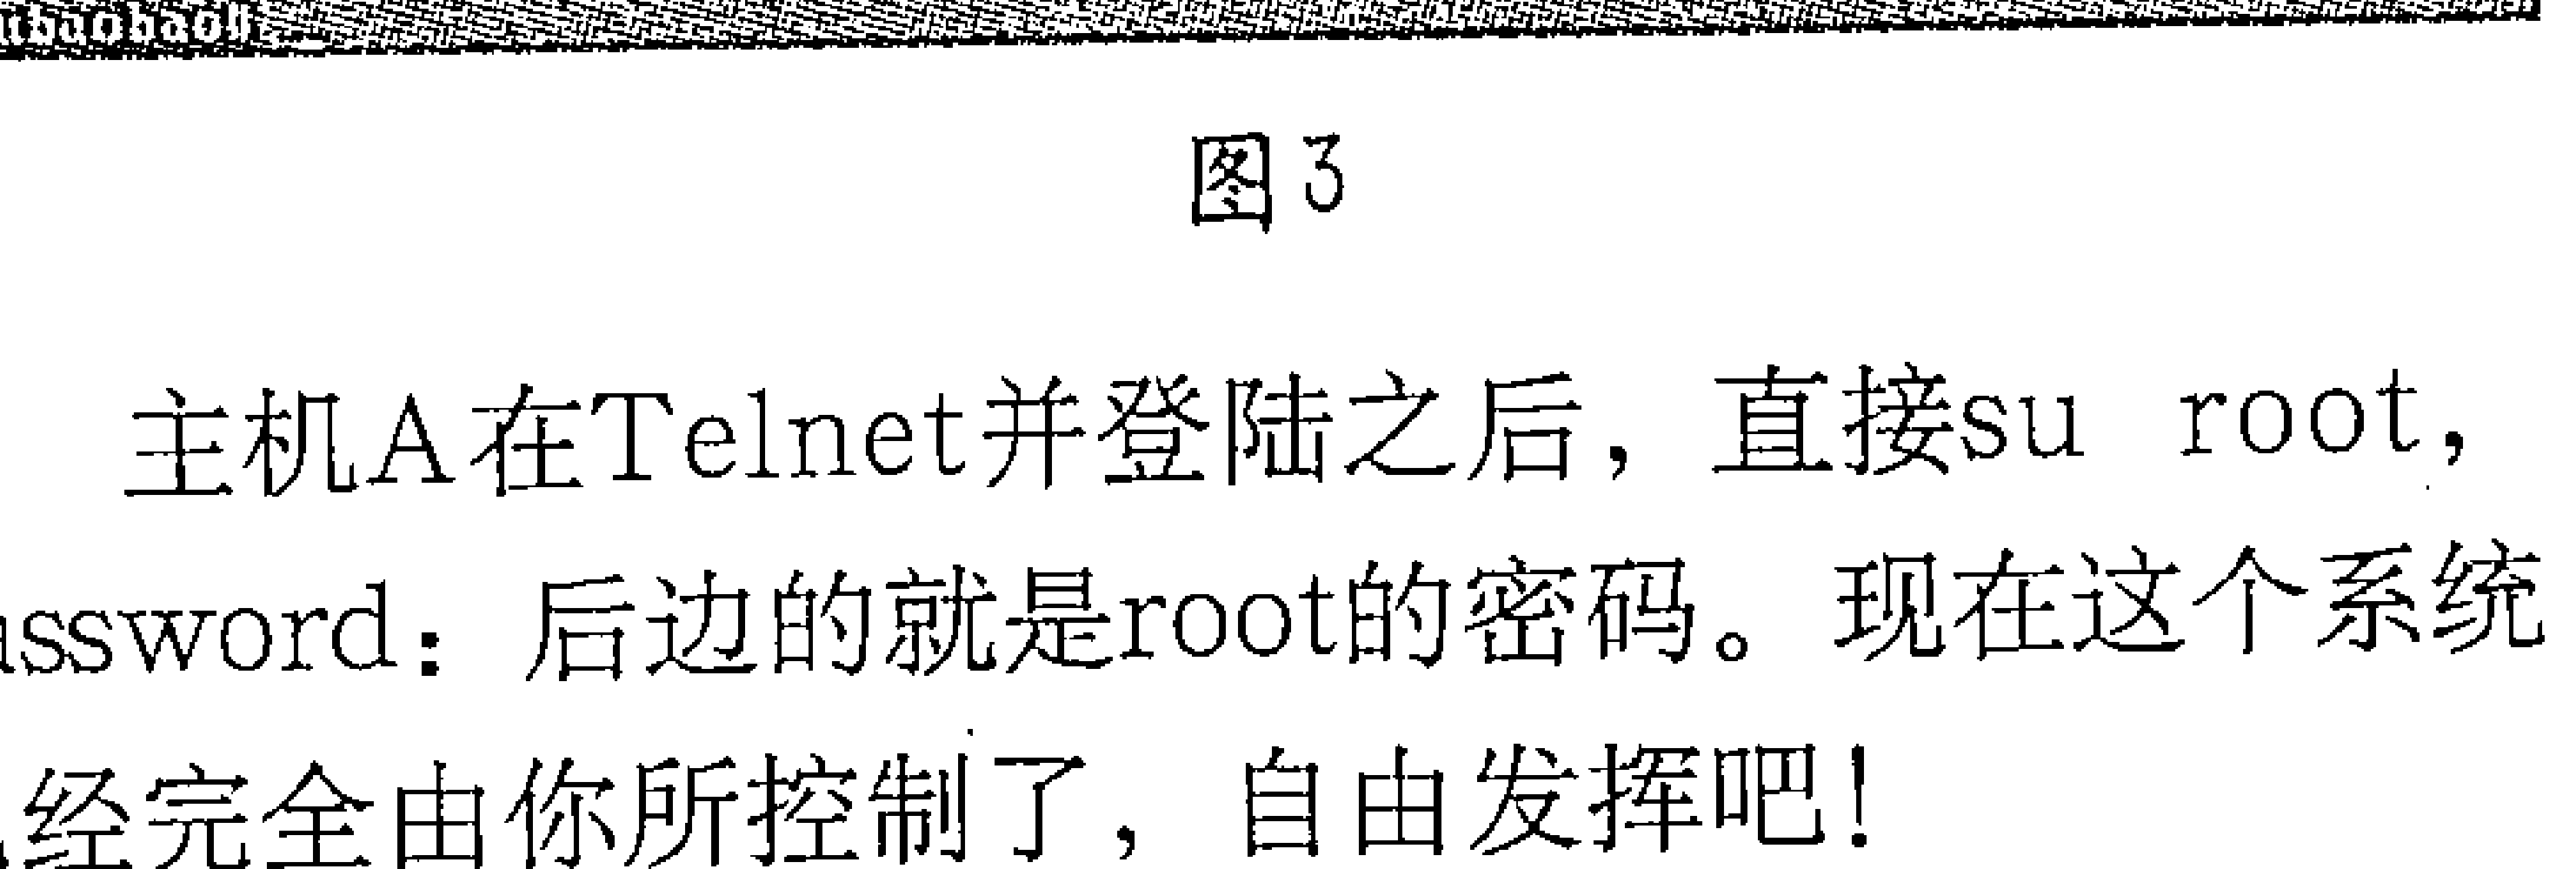 ubaobao#
图3
主机A在Telnet并登陆之后，直接su root，
assword：后边的就是root的密码。现在这个系统
经完全由你所控制了，自由发挥吧！